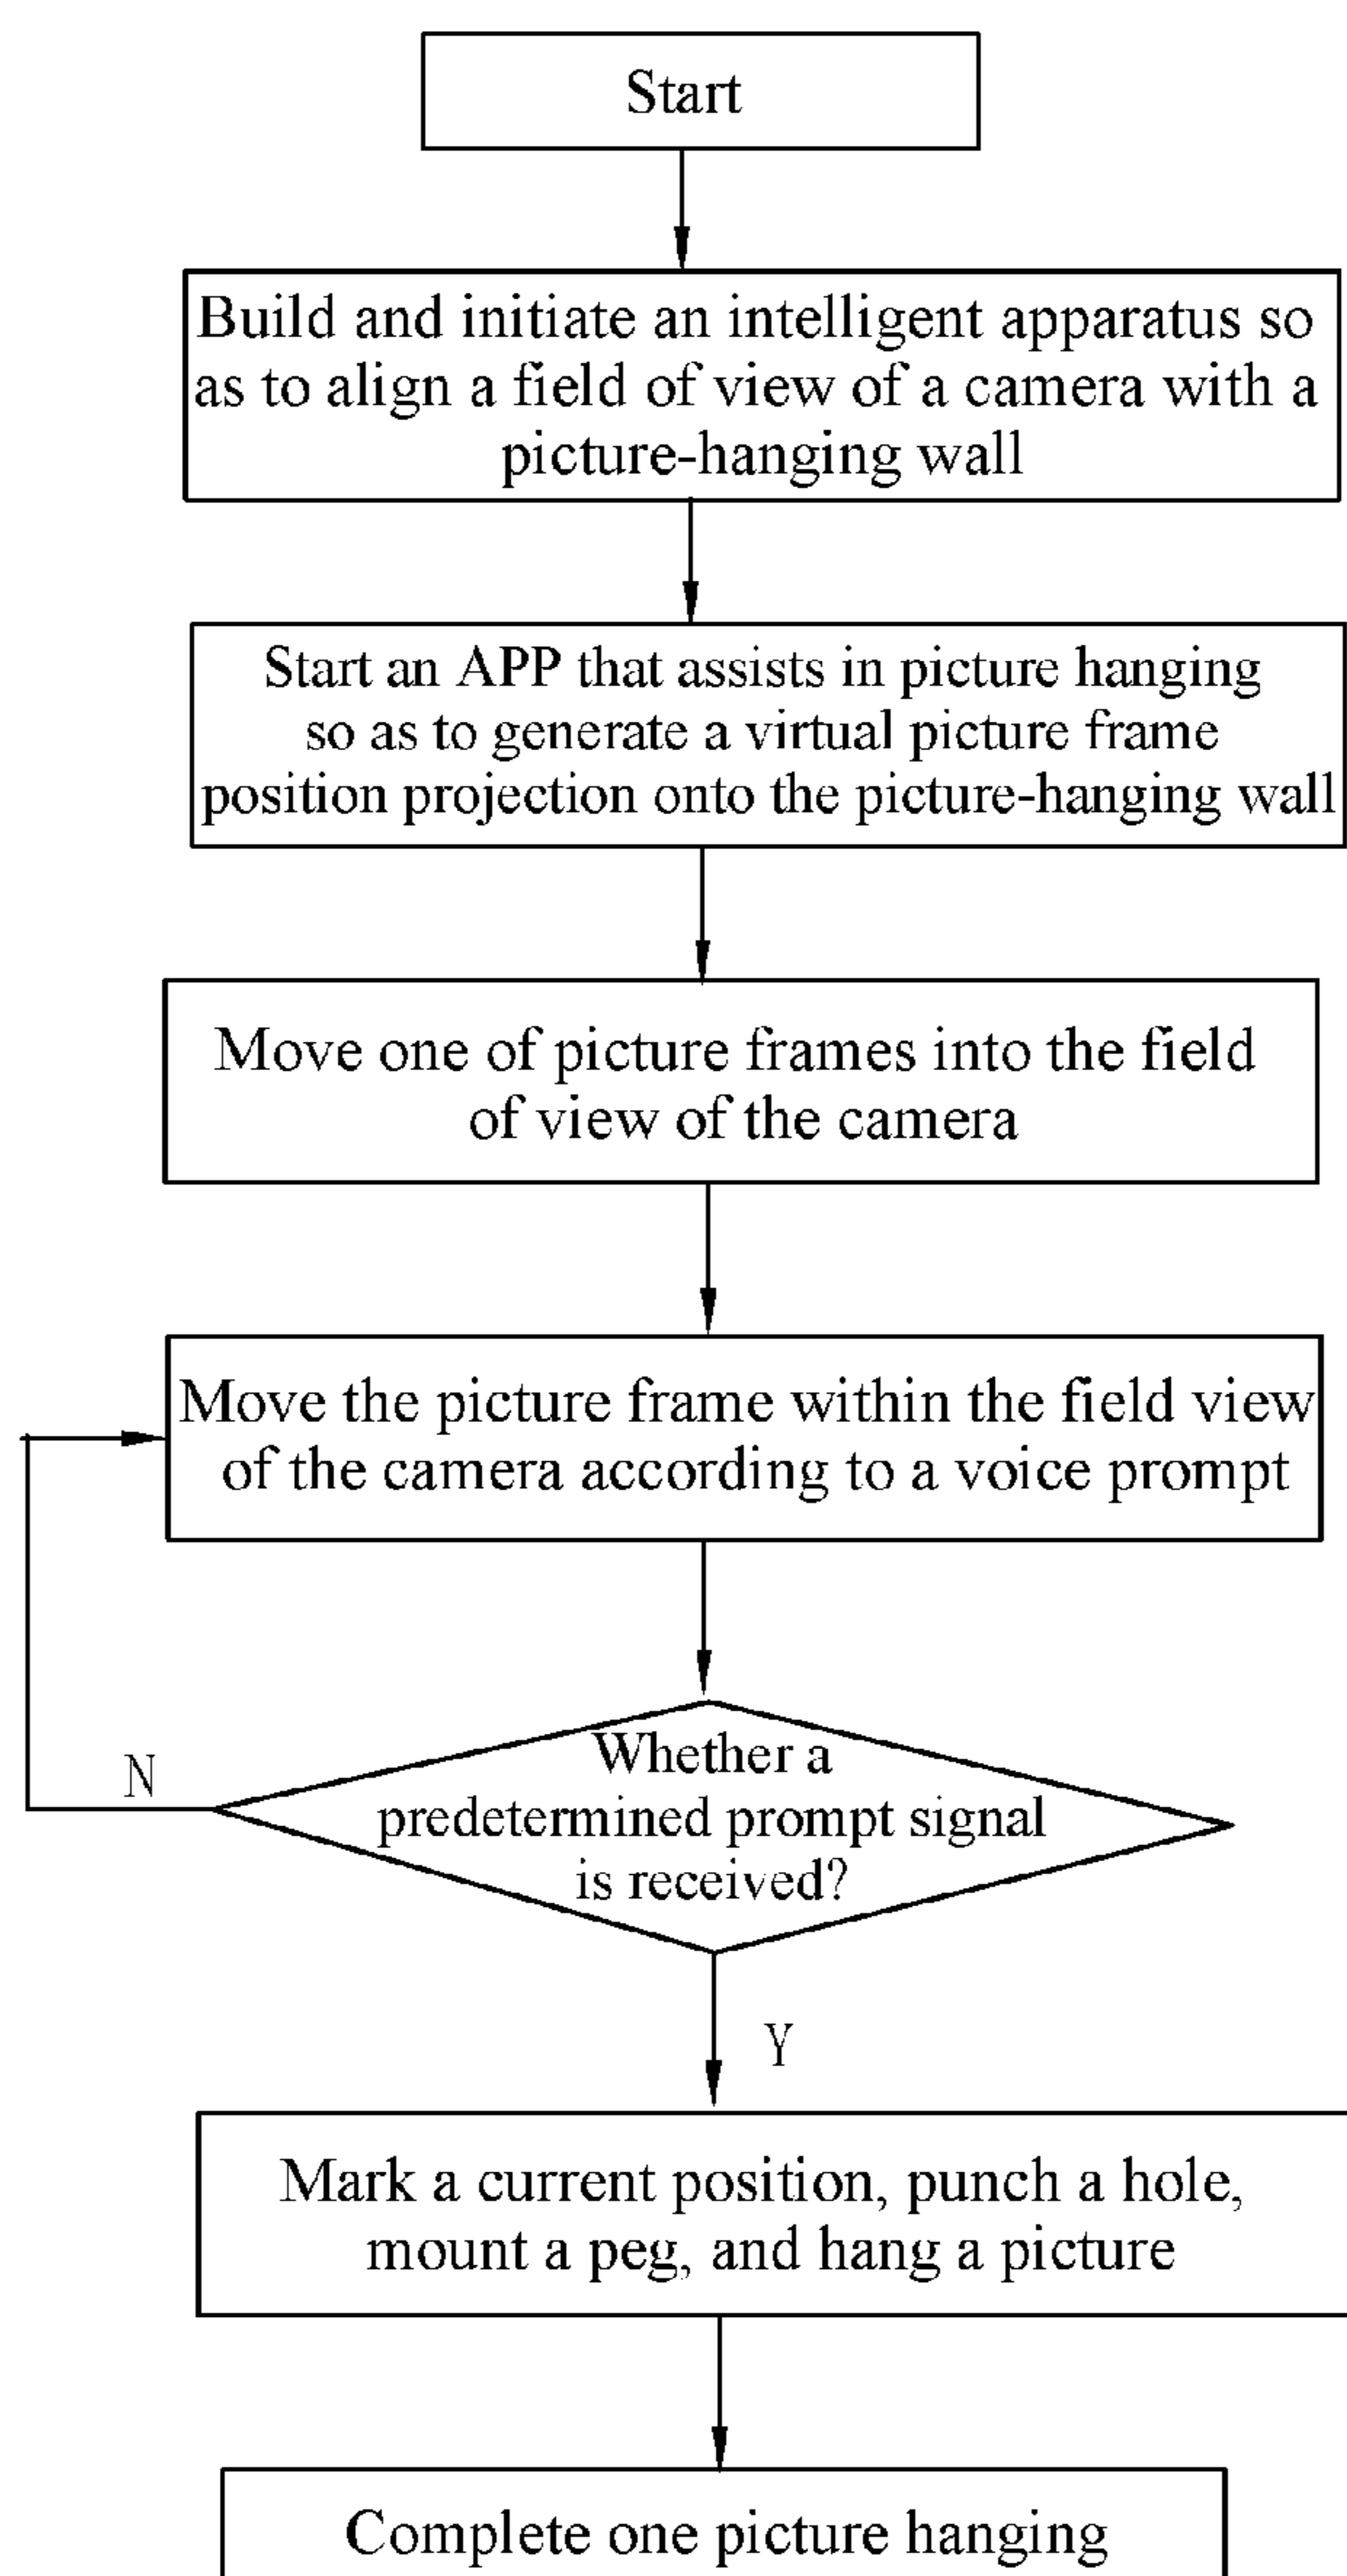 Start
Build and initiate an intelligent apparatus so
as to align a field of view of a camera with a
picture-hanging wall
Start an APP that assists in picture hanging
so as to generate a virtual picture frame
position projection onto the picture-hanging wall
Move one of picture frames into the field
of view of the camera
Move the picture frame within the field view
of the camera according to a voice prompt
Whether a
predetermined prompt signal
is received?
N
Y
Mark a current position, punch a hole,
mount a peg, and hang a picture
Complete one picture hanging